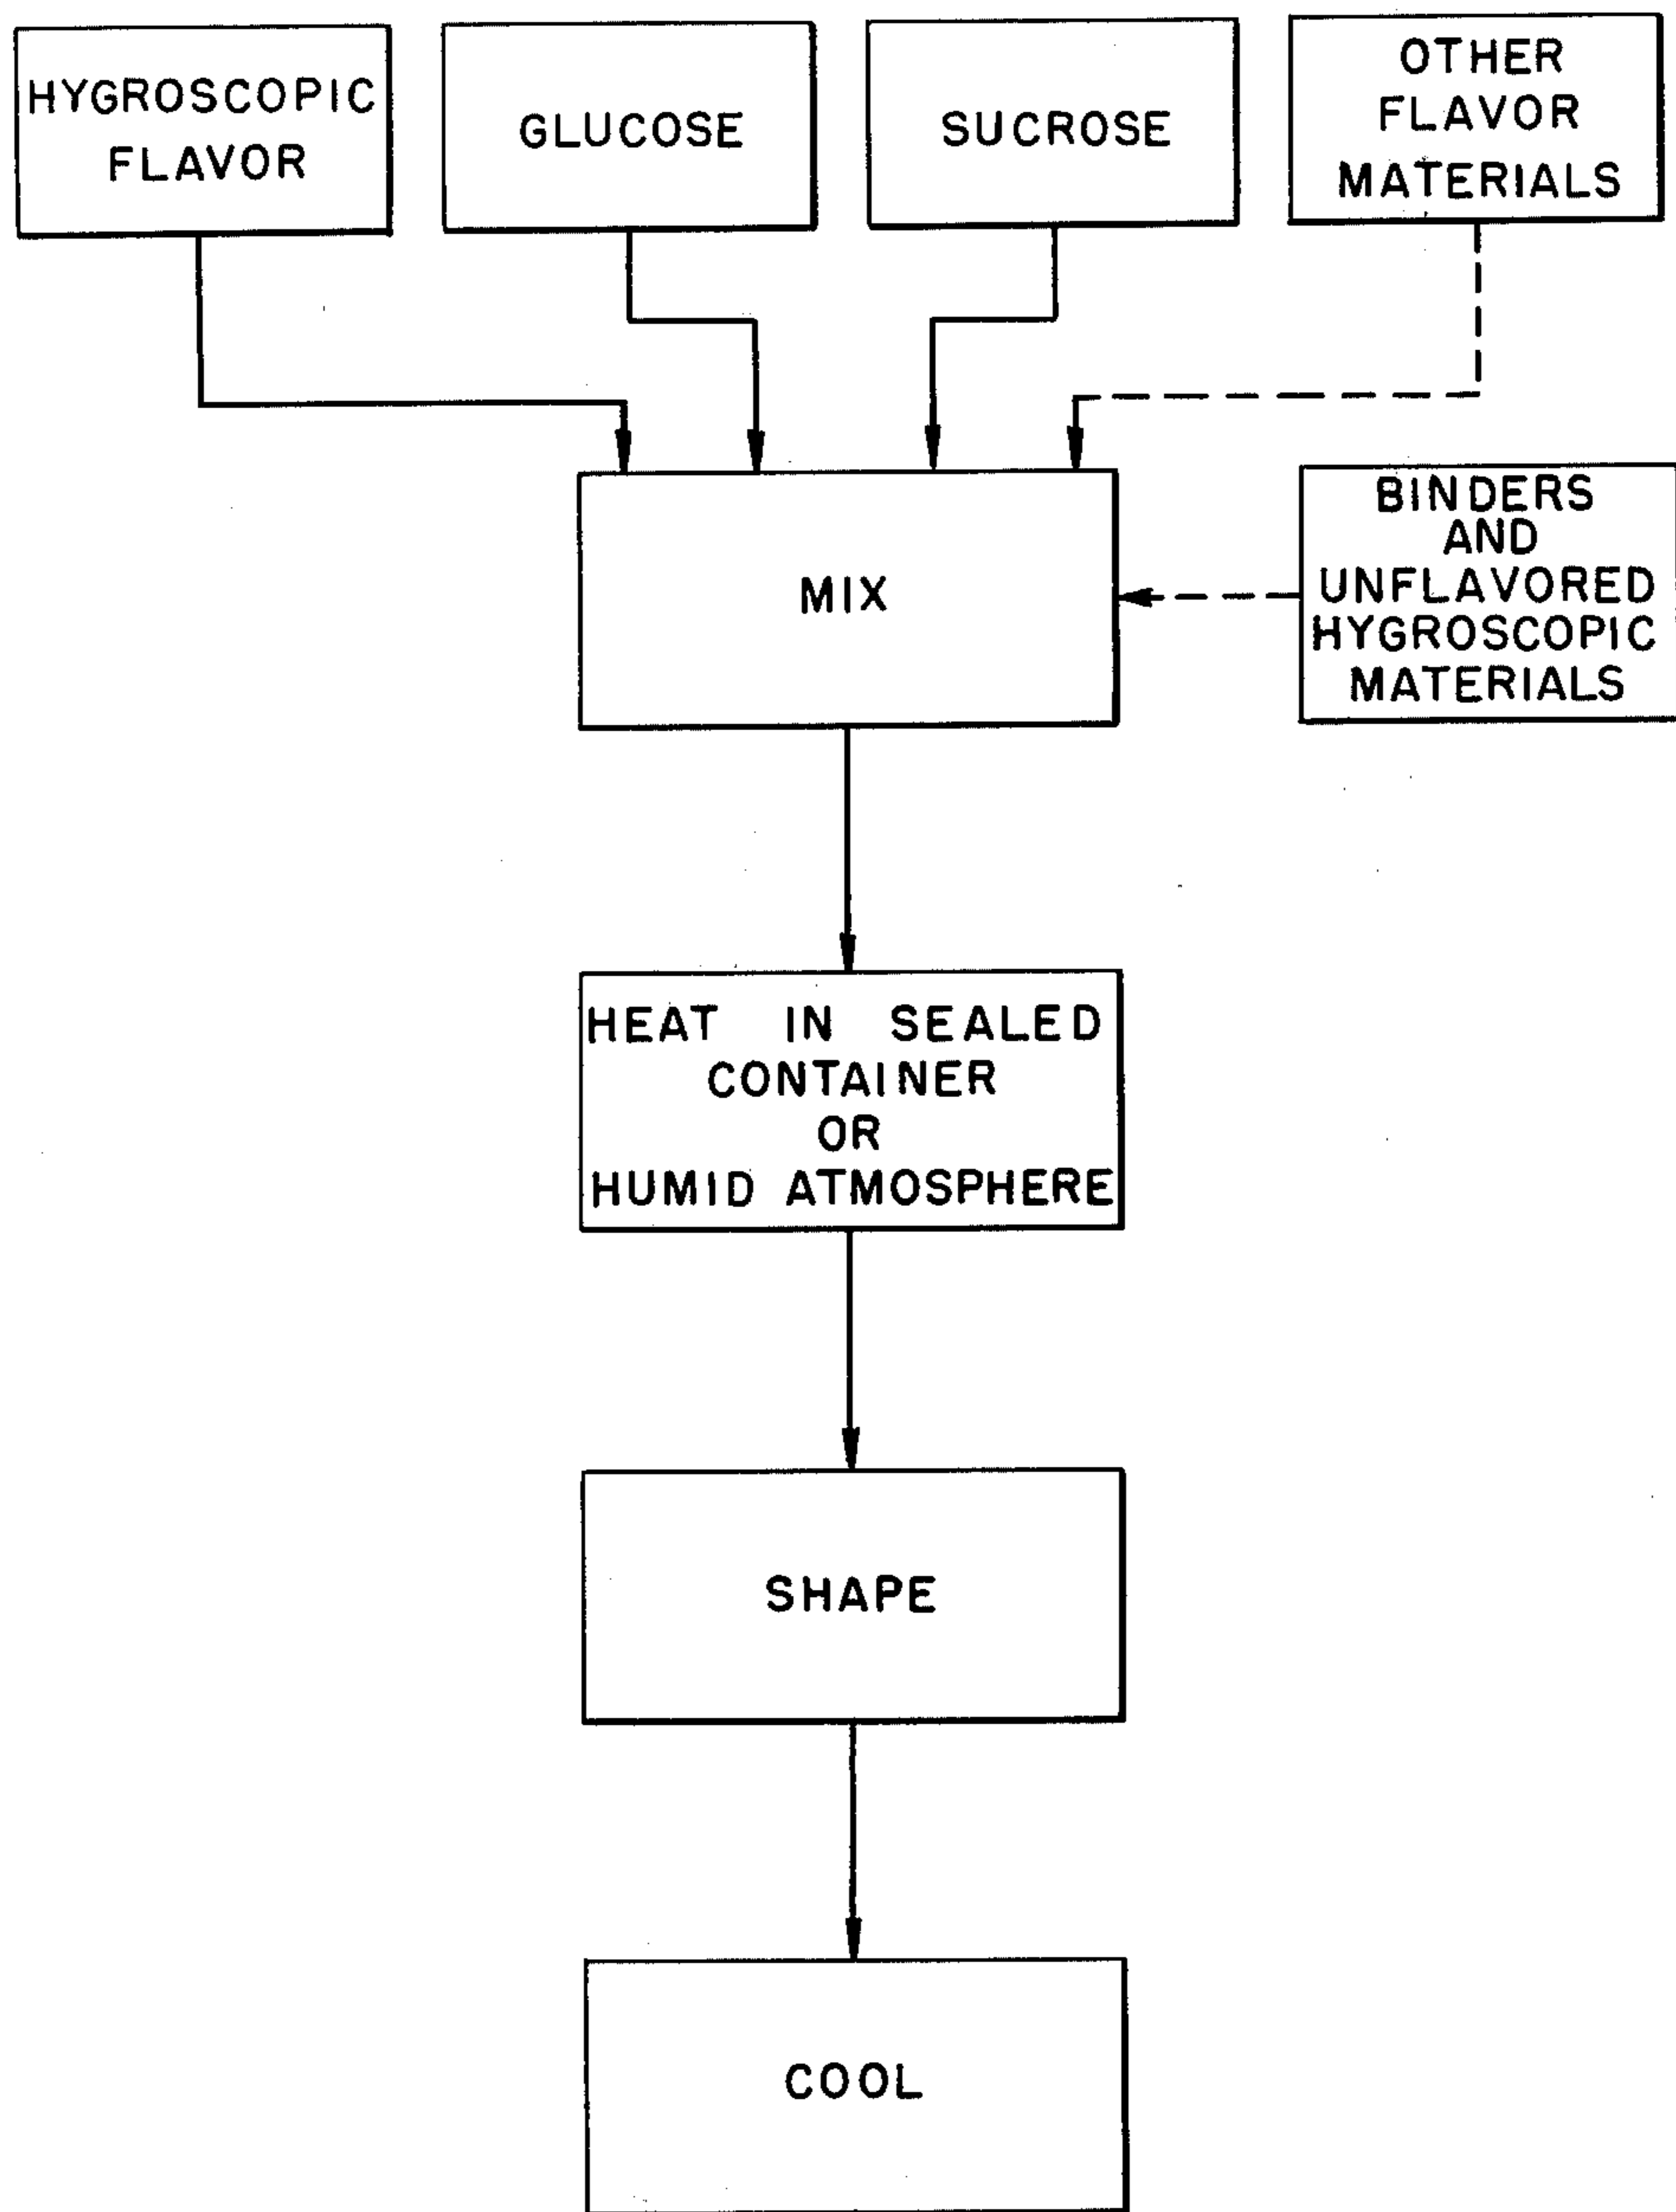 HYGROSCOPIC
FLAVOR
GLUCOSE
SUCROSE
OTHER
FLAVOR
MATERIALS
MIX
BINDERS
AND
UNFLAVORED
HYGROSCOPIC
MATERIALS
HEAT IN SEALED
CONTAINER
OR
HUMID ATMOSPHERE
SHAPE
COOL